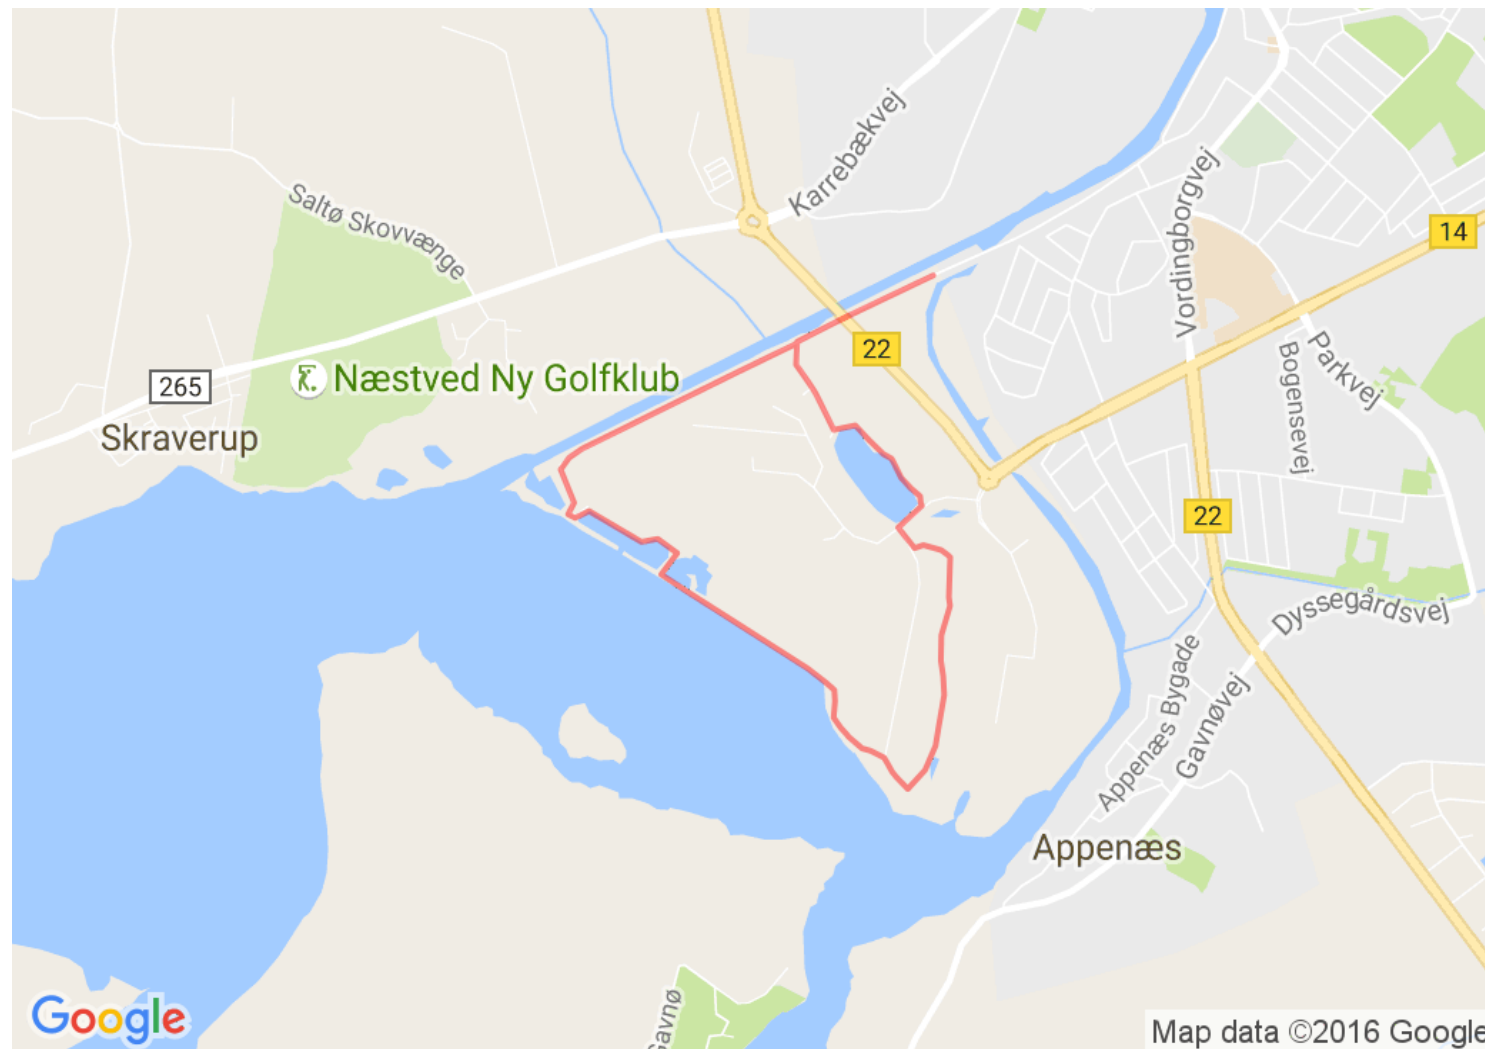 Karrebækvej
Saltø Skovvænge
Vordingborgvej
14
22
265
Næstved Ny Golfklub
Skraverup
Parkvej
Bogensevej
22
Dyssegårdsvej
Appenæs Bygade
Gavnøvej
Appenæs
Gavnø
Google
Map data ©2016 Google